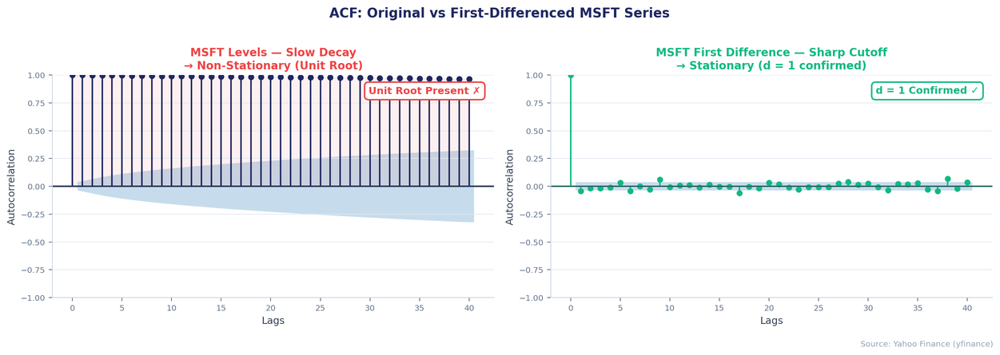 ACF: Original vs First-Differenced MSFT Series
MSFT Levels — Slow Decay
→ Non-Stationary (Unit Root)
Unit Root Present ✗
Autocorrelation
1.00
0.75
0.50
0.25
0.00
−0.25
−0.50
−0.75
−1.00
0 5 10 15 20 25 30 35 40
Lags
MSFT First Difference — Sharp Cutoff
→ Stationary (d = 1 confirmed)
d = 1 Confirmed ✓
Autocorrelation
1.00
0.75
0.50
0.25
0.00
−0.25
−0.50
−0.75
−1.00
0 5 10 15 20 25 30 35 40
Lags
Source: Yahoo Finance (yfinance)